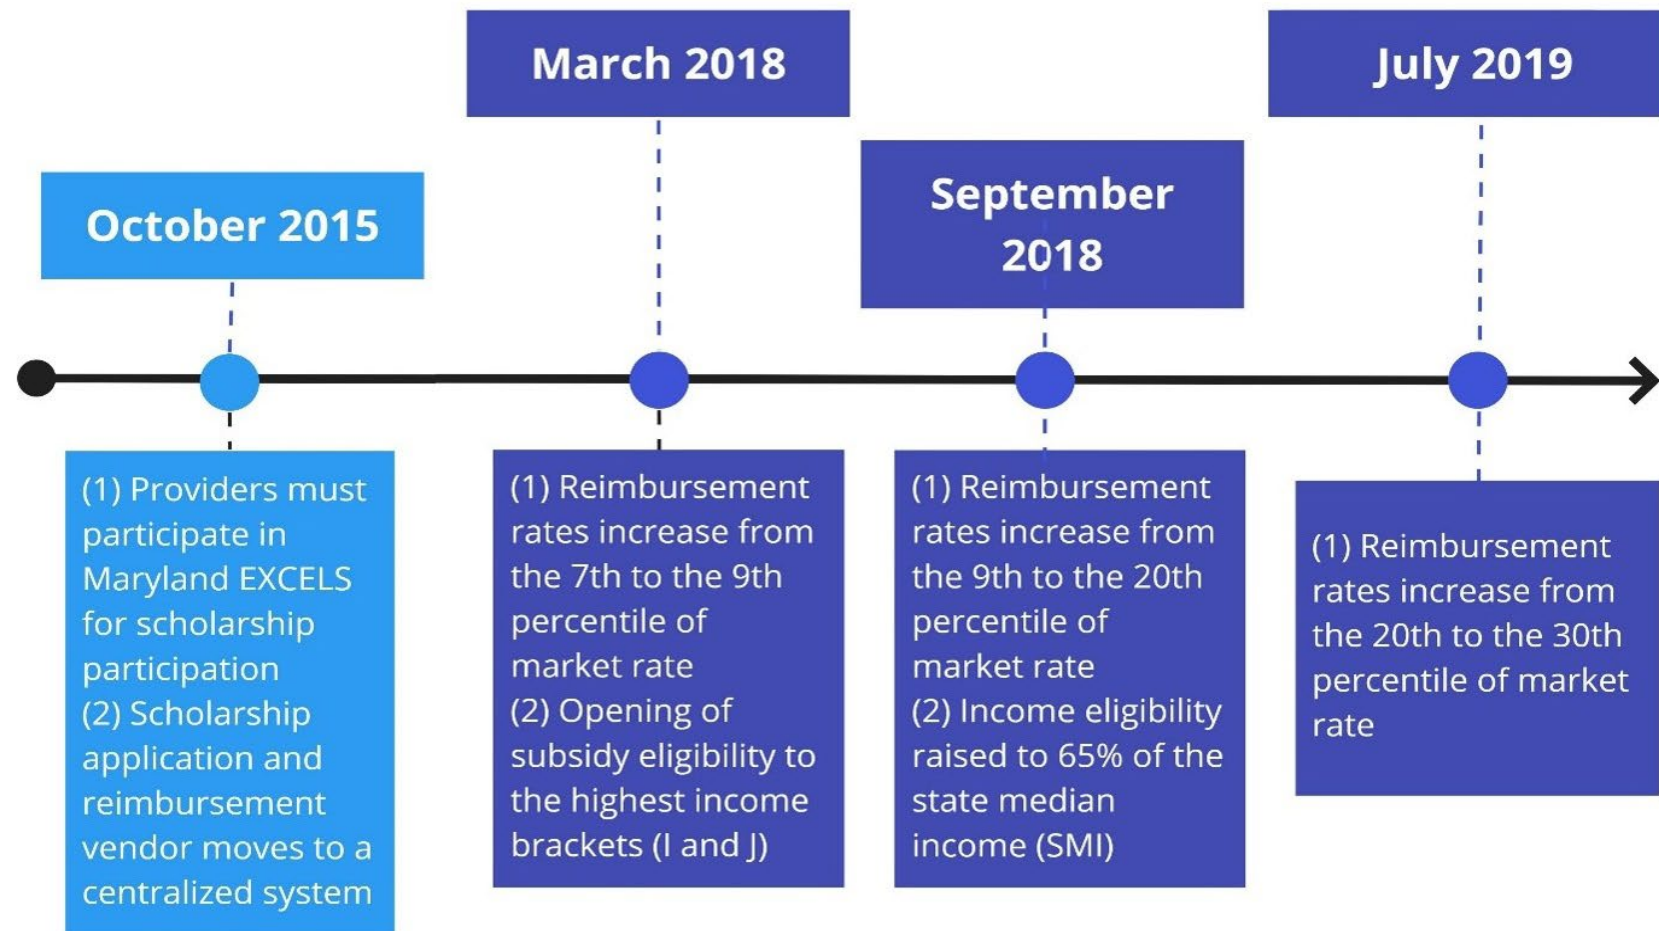 October 2015
(1) Providers must
participate in
Maryland EXCELS
for scholarship
participation
(2) Scholarship
application and
reimbursement
vendor moves to a
centralized system
March 2018
(1) Reimbursement
rates increase from
the 7th to the 9th
percentile of
market rate
(2) Opening of
subsidy eligibility to
the highest income
brackets (I and J)
September
2018
(1) Reimbursement
rates increase from
the 9th to the 20th
percentile of
market rate
(2) Income eligibility
raised to 65% of the
state median
income (SMI)
July 2019
(1) Reimbursement
rates increase from
the 20th to the 30th
percentile of market
rate